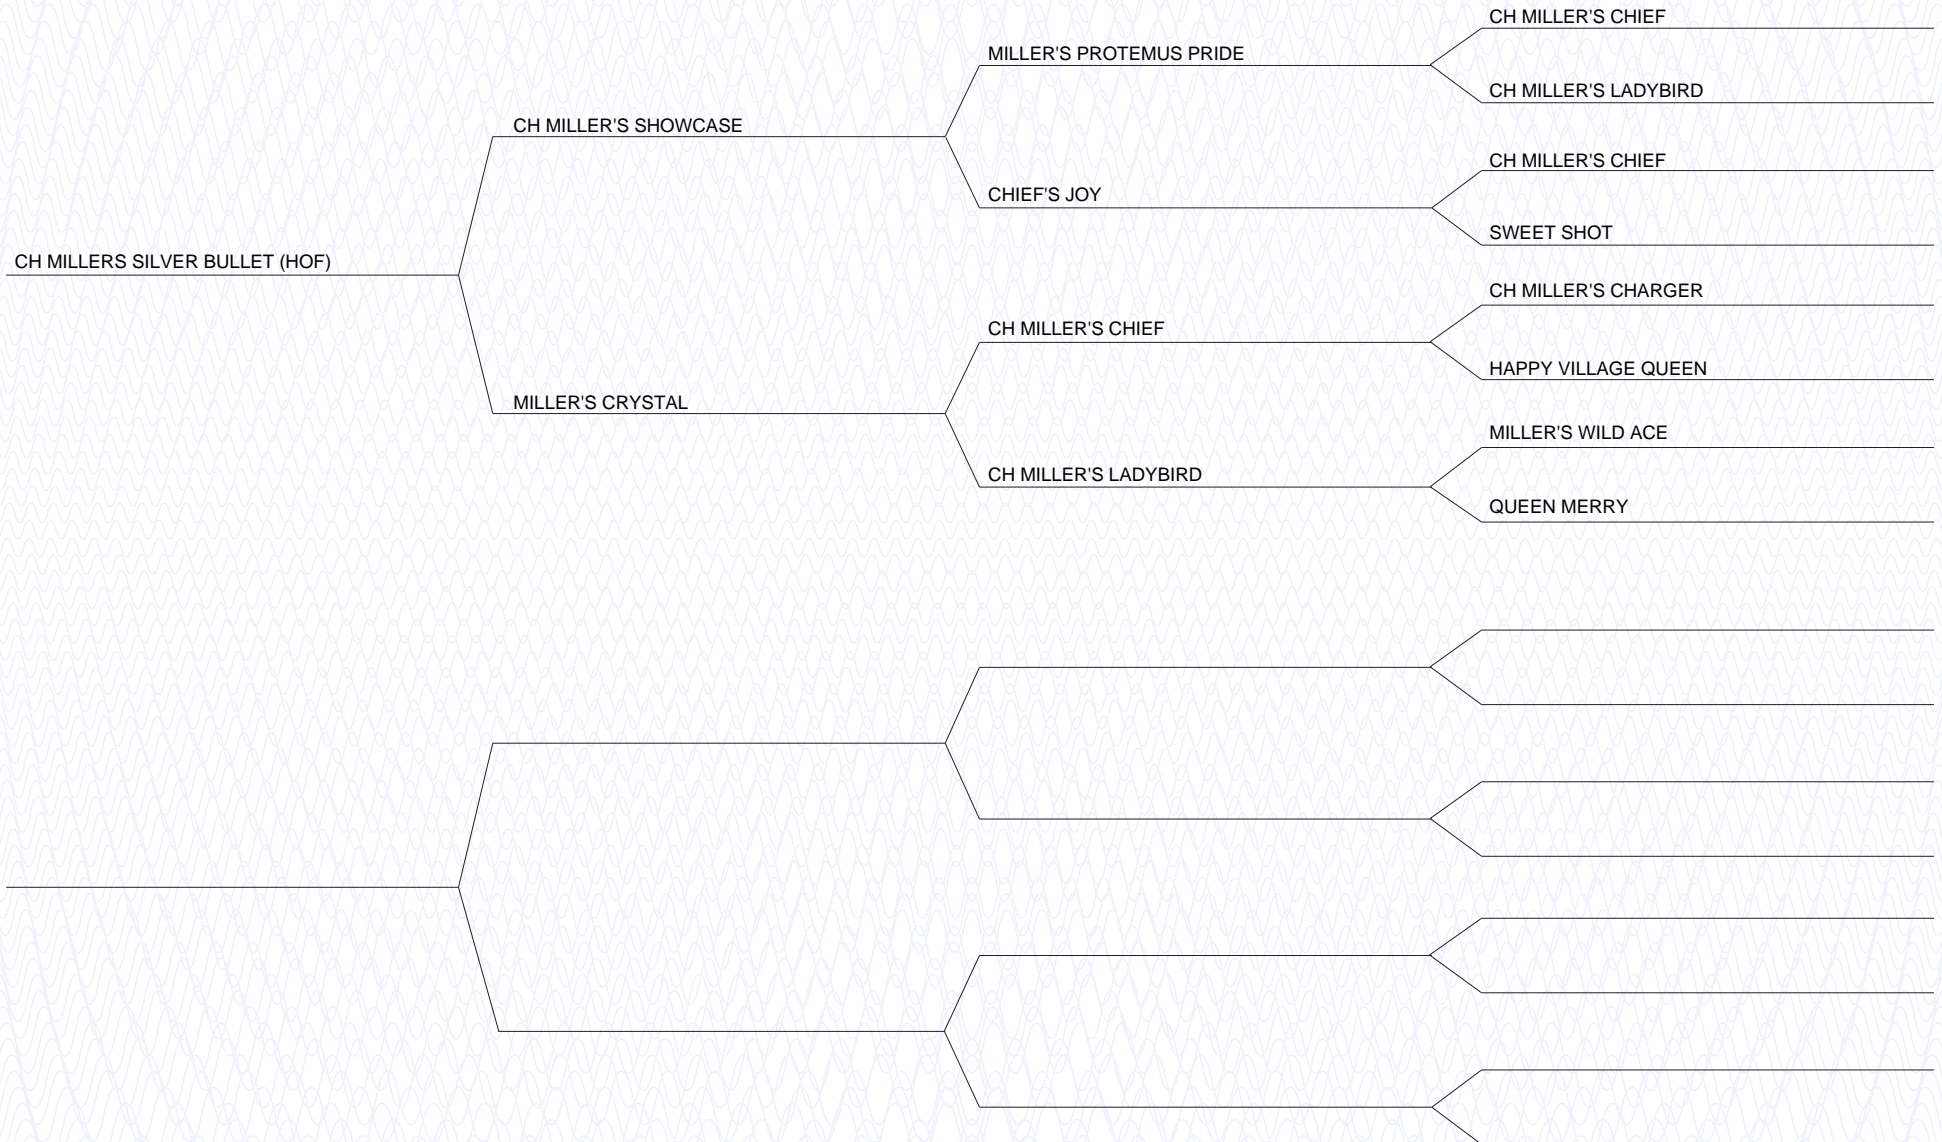 CH MILLER'S CHIEF
MILLER'S PROTEMUS PRIDE
CH MILLER'S LADYBIRD
CH MILLER'S SHOWCASE
CH MILLER'S CHIEF
CHIEF'S JOY
SWEET SHOT
CH MILLERS SILVER BULLET (HOF)
CH MILLER'S CHARGER
CH MILLER'S CHIEF
HAPPY VILLAGE QUEEN
MILLER'S CRYSTAL
MILLER'S WILD ACE
CH MILLER'S LADYBIRD
QUEEN MERRY